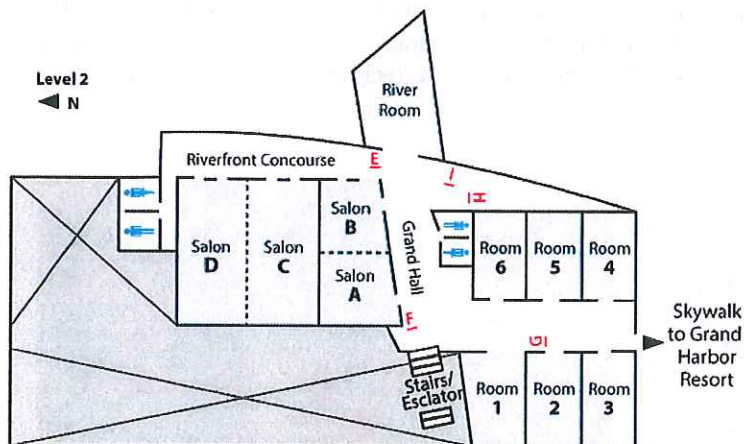 Level 2
N
River
Room
Riverfront Concourse
E
I
H
Salon
D
Salon
C
Salon
B
Salon
A
Grand Hall
Room
6
Room
5
Room
4
F
G
Skywalk
to Grand
Harbor
Resort
Stairs/
Esclator
Room
1
Room
2
Room
3